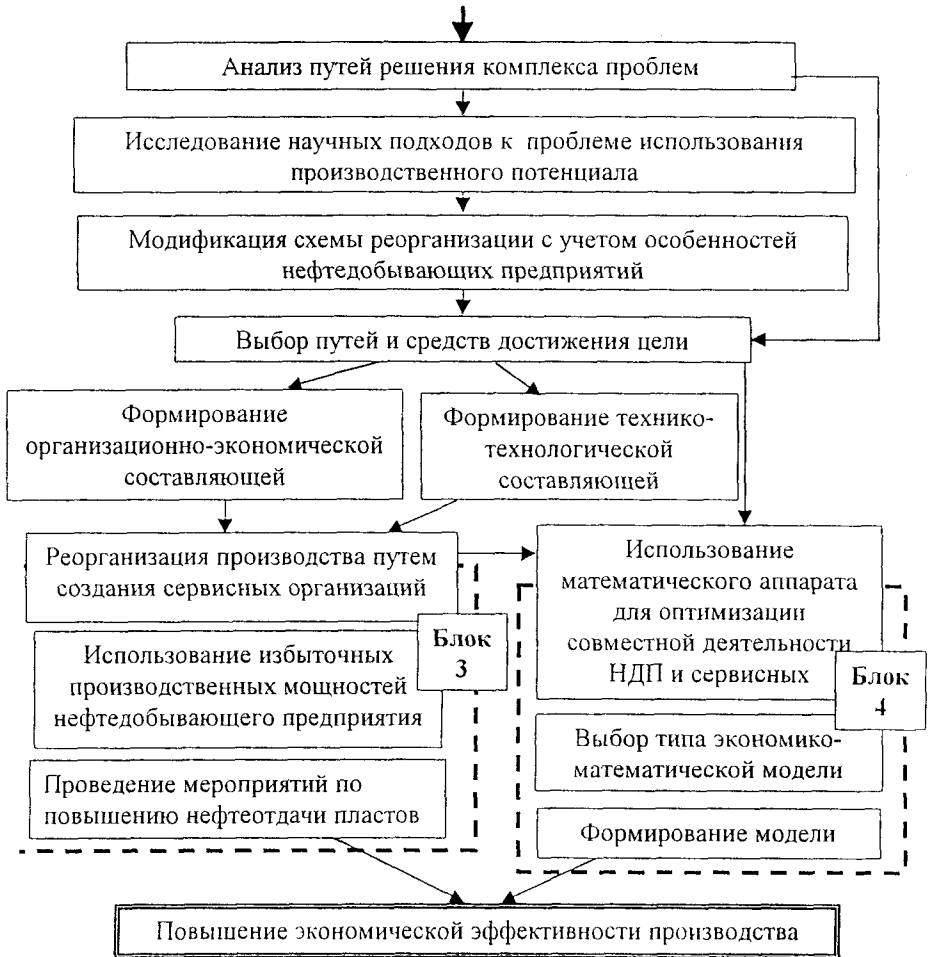 Анализ путей решения комплекса проблем
Исследование научных подходов к проблеме использования
производственного потенциала
Модификация схемы реорганизации с учетом особенностей
нефтедобывающих предприятий
Выбор путей и средств достижения цели
Формирование
организационно-экономической
составляющей
Формирование технико-
технологической
составляющей
Реорганизация производства путем
создания сервисных организаций
Использование избыточных
производственных мощностей
нефтедобывающего предприятия
Проведение мероприятий по
повышению нефтеотдачи пластов
Блок
3
Использование
математического аппарата
для оптимизации
совместной деятельности
НДП и сервисных
Блок
4
Выбор типа экономико-
математической модели
Формирование модели
Повышение экономической эффективности производства